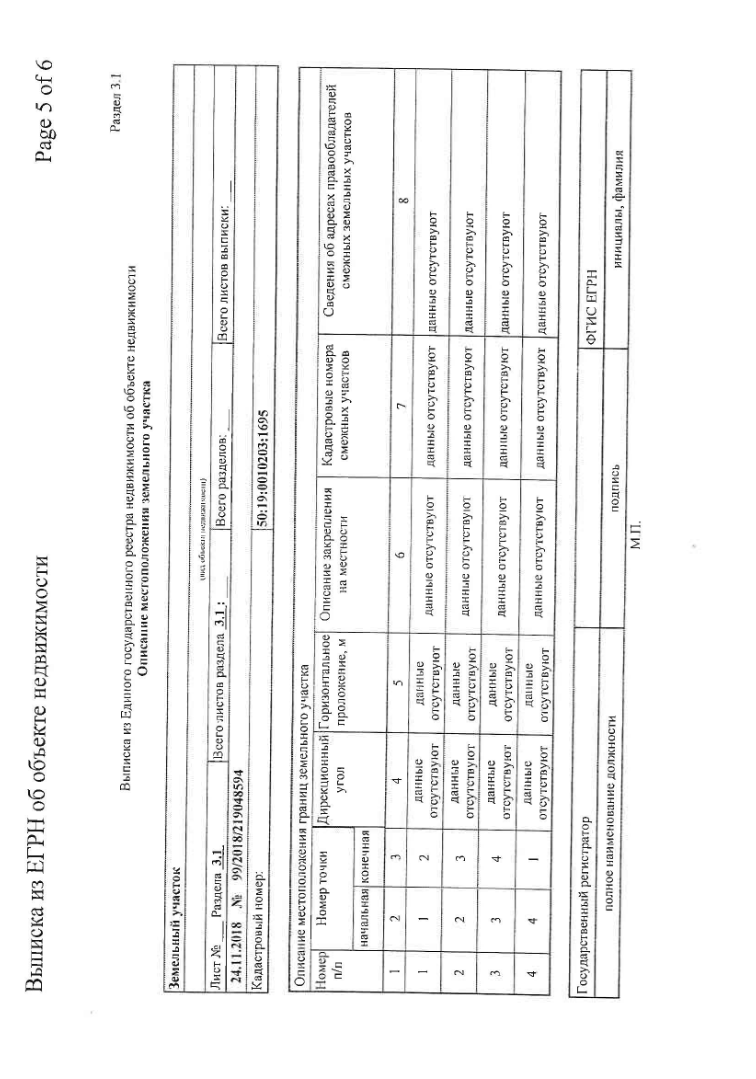 Выписка из ЕГРН об объекте недвижимости
Page 5 of 6
Раздел 3.1
Выписка из Единого государственного реестра недвижимости об объекте недвижимости
Описание местоположения земельного участка
Земельный участок
(вид объекта недвижимости)
Лист № ___ Раздела 3.1
Всего листов раздела 3.1 : ___
Всего разделов: ___
Всего листов выписки: ___
24.11.2018 № 99/2018/219048594
Кадастровый номер:
50:19:0010203:1695
Описание местоположения границ земельного участка
Номер п/п
Номер точки
Дирекционный угол
Горизонтальное проложение, м
Описание закрепления на местности
Кадастровые номера смежных участков
Сведения об адресах правообладателей смежных земельных участков
начальная конечная
1 2 3 4 5 6 7 8
1 1 2 данные отсутствуют данные отсутствуют данные отсутствуют данные отсутствуют данные отсутствуют
2 2 3 данные отсутствуют данные отсутствуют данные отсутствуют данные отсутствуют данные отсутствуют
3 3 4 данные отсутствуют данные отсутствуют данные отсутствуют данные отсутствуют данные отсутствуют
4 4 1 данные отсутствуют данные отсутствуют данные отсутствуют данные отсутствуют данные отсутствуют
Государственный регистратор
ФГИС ЕГРН
полное наименование должности
подпись
инициалы, фамилия
М.П.